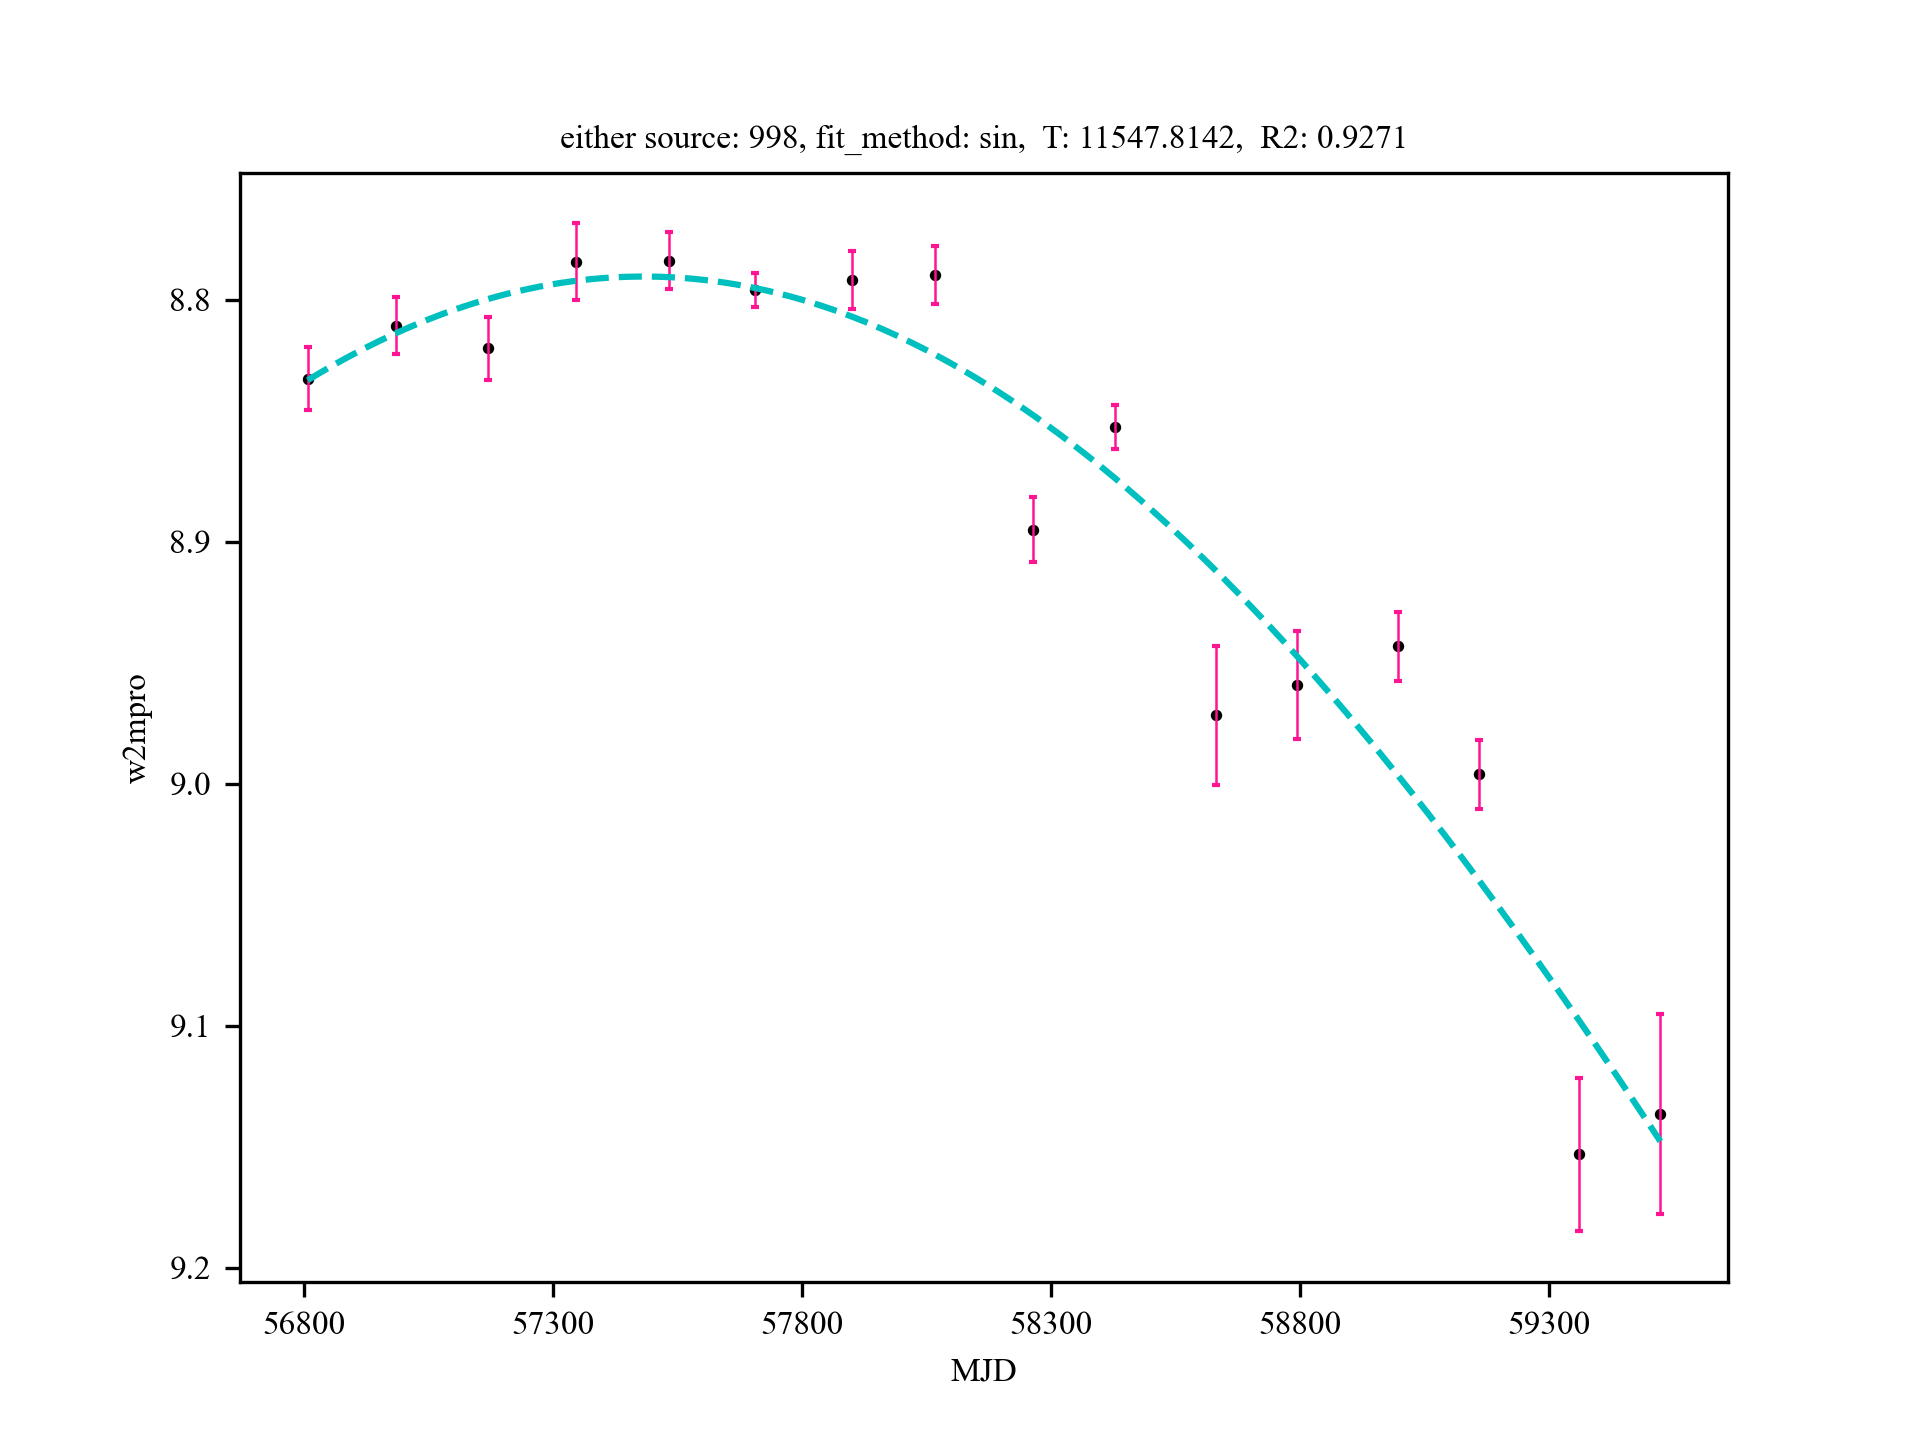 either source: 998, fit_method: sin,  T: 11547.8142,  R2: 0.9271
w2mpro
8.8
8.9
9.0
9.1
9.2
56800 57300 57800 58300 58800 59300
MJD